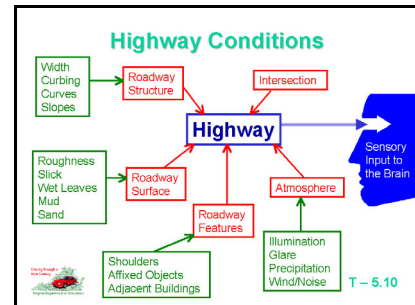 Highway Conditions
Width
Curbing
Curves
Slopes
Roadway
Structure
Intersection
Highway
Sensory
Input to
the Brain
Roughness
Slick
Wet Leaves
Mud
Sand
Roadway
Surface
Roadway
Features
Atmosphere
Shoulders
Affixed Objects
Adjacent Buildings
Illumination
Glare
Precipitation
Wind/Noise
T – 5.10